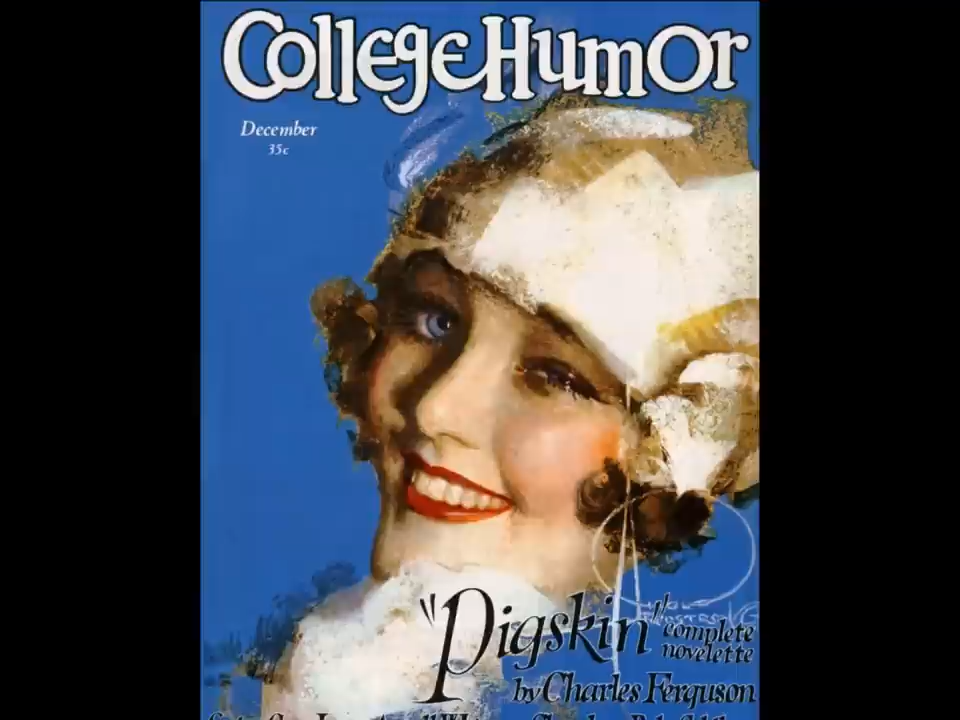 College Humor
December
35c
"Pigskin"
complete
novelette
by Charles Ferguson